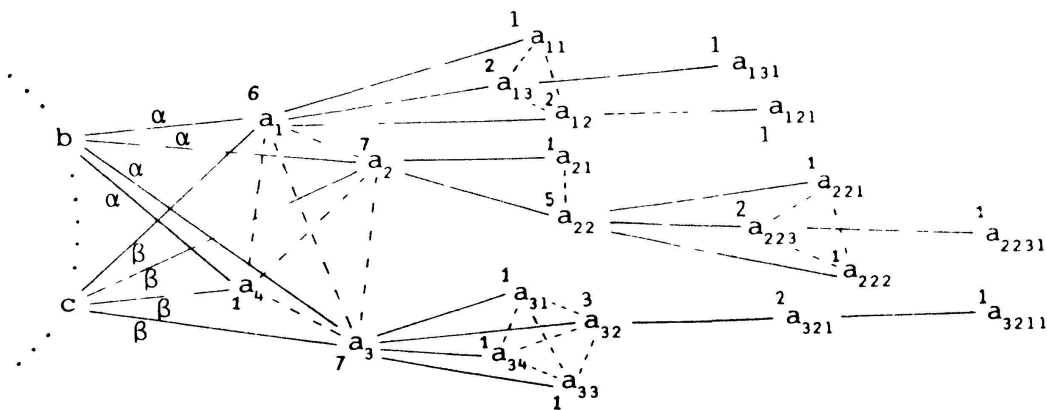 1 a₁₁
1 a₁₃₁
2 a₁₃
6 a₁
2 a₁₂
a₁₂₁ 1
α
α
b
7 a₂
1 a₂₁
α
α
1 a₂₂₁
5 a₂₂
2 a₂₂₃
1 a₂₂₃₁
1 a₂₂₂
β
β
β
β
c
a₄ 1
1 a₃₁
3 a₃₂
2 a₃₂₁
1 a₃₂₁₁
a₃ 7
1 a₃₄
a₃₃ 1